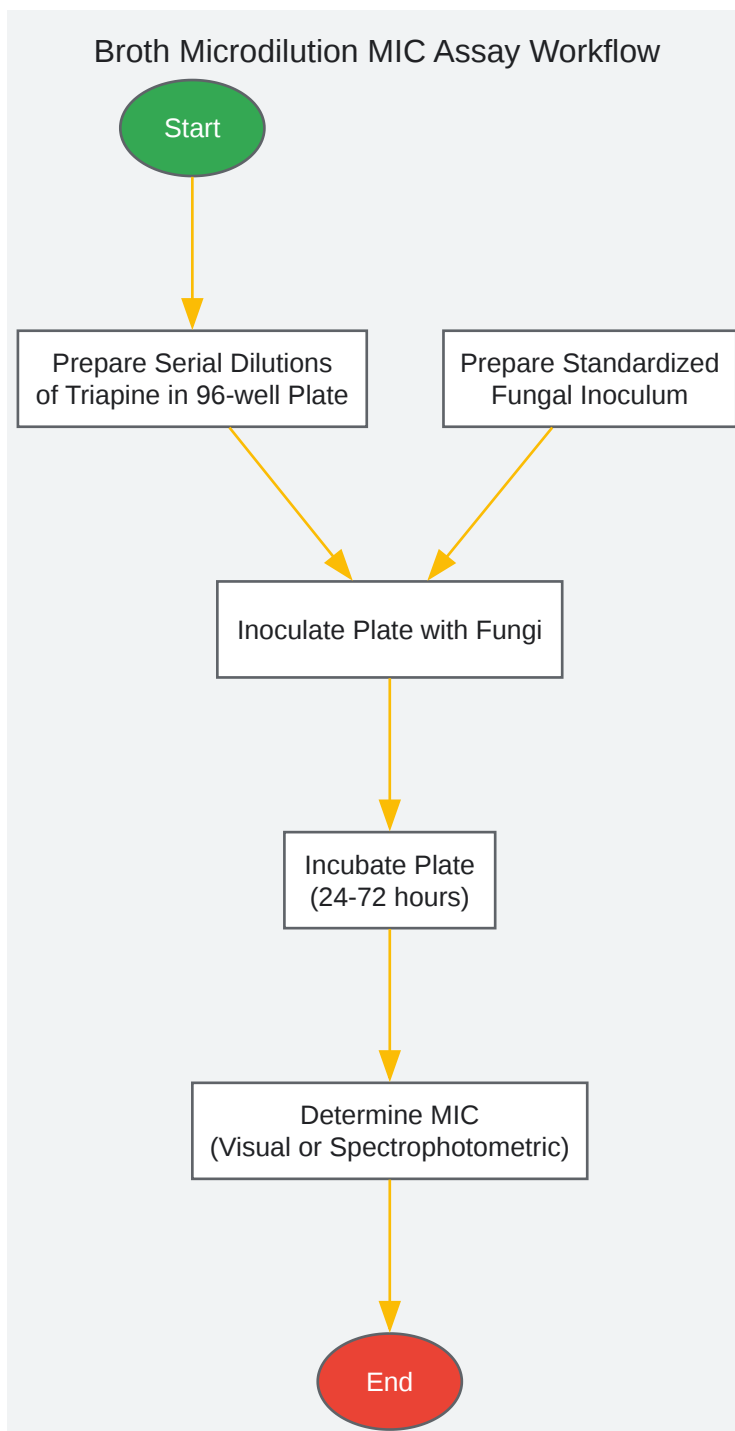 Broth Microdilution MIC Assay Workflow
Start
Prepare Serial Dilutions
of Triapine in 96-well Plate
Prepare Standardized
Fungal Inoculum
Inoculate Plate with Fungi
Incubate Plate
(24-72 hours)
Determine MIC
(Visual or Spectrophotometric)
End